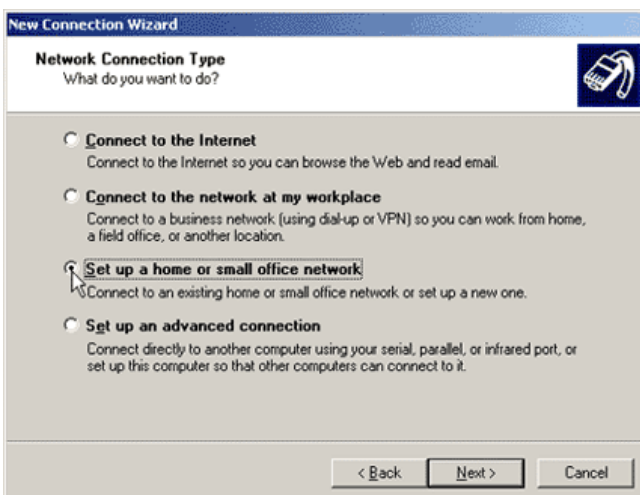 New Connection Wizard
Network Connection Type
What do you want to do?
Connect to the Internet
Connect to the Internet so you can browse the Web and read email.
Connect to the network at my workplace
Connect to a business network (using dial-up or VPN) so you can work from home,
a field office, or another location.
Set up a home or small office network
Connect to an existing home or small office network or set up a new one.
Set up an advanced connection
Connect directly to another computer using your serial, parallel, or infrared port, or
set up this computer so that other computers can connect to it.
< Back Next > Cancel